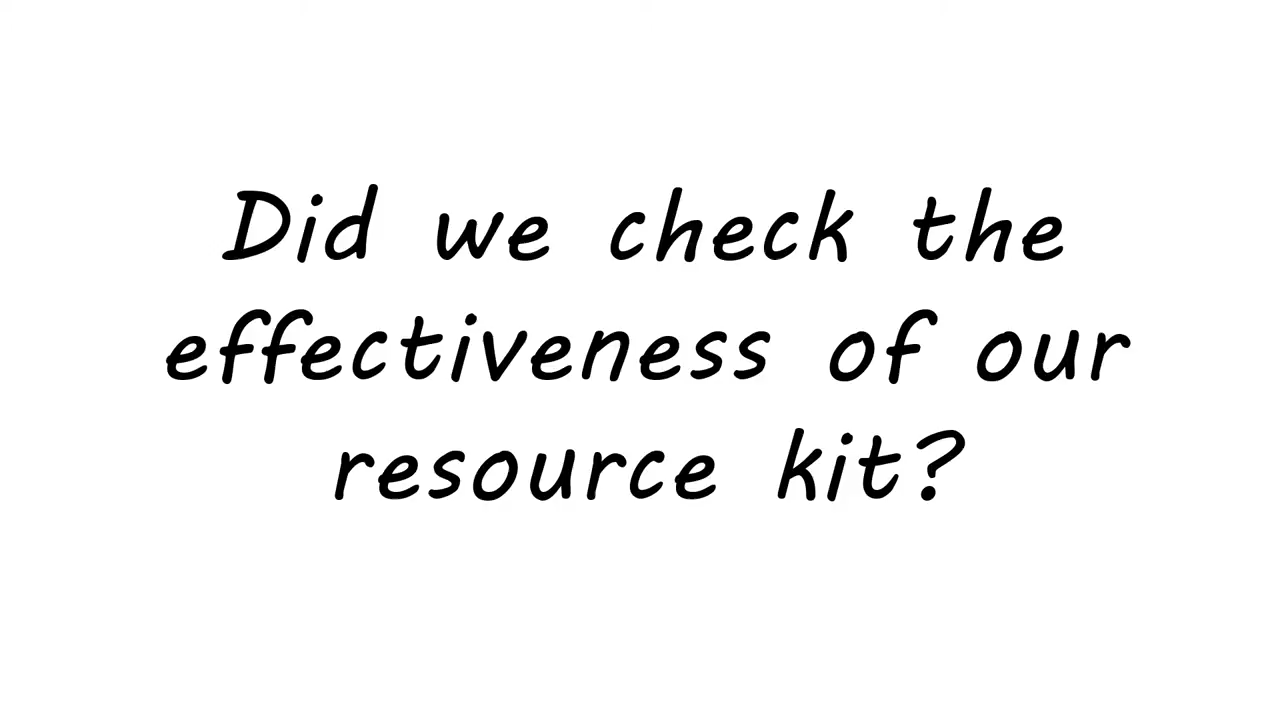 Did we check the
effectiveness of our
resource kit?